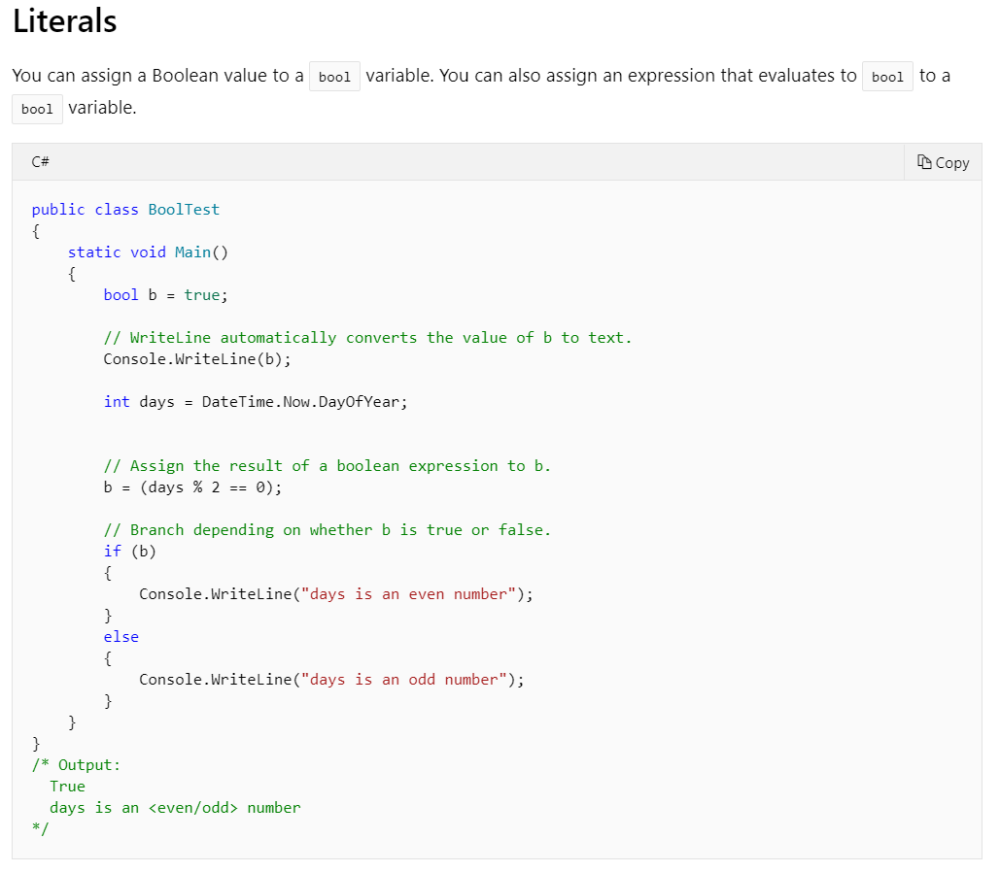 Literals
You can assign a Boolean value to a bool variable. You can also assign an expression that evaluates to bool to a
bool variable.
C#
Copy
public class BoolTest
{
    static void Main()
    {
        bool b = true;

        // WriteLine automatically converts the value of b to text.
        Console.WriteLine(b);

        int days = DateTime.Now.DayOfYear;


        // Assign the result of a boolean expression to b.
        b = (days % 2 == 0);

        // Branch depending on whether b is true or false.
        if (b)
        {
            Console.WriteLine("days is an even number");
        }
        else
        {
            Console.WriteLine("days is an odd number");
        }
    }
}
/* Output:
  True
  days is an <even/odd> number
*/